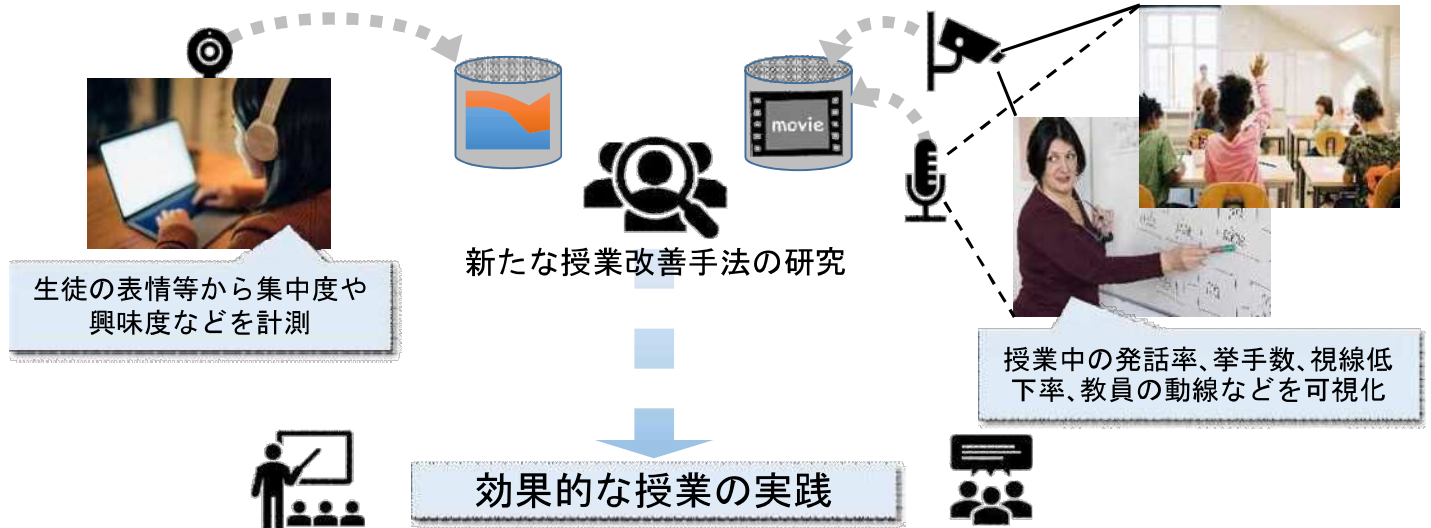 movie
新たな授業改善手法の研究
生徒の表情等から集中度や
興味度などを計測
授業中の発話率、挙手数、視線低
下率、教員の動線などを可視化
効果的な授業の実践